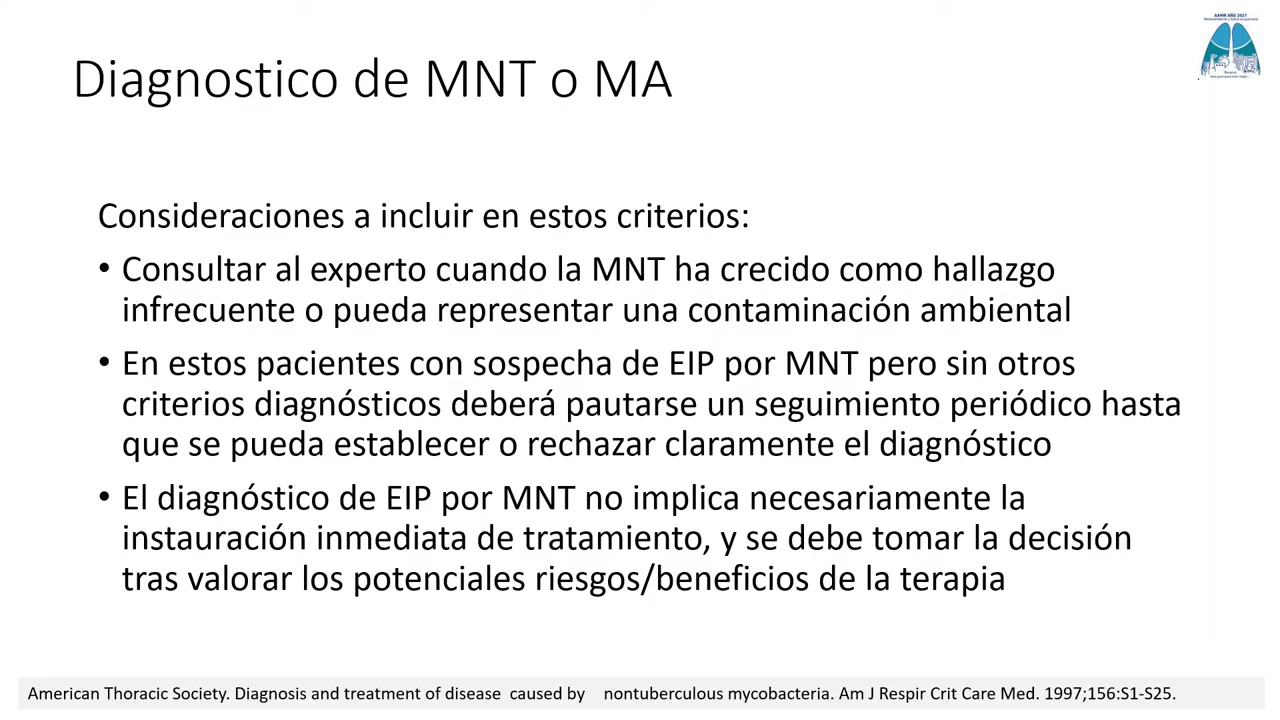 AAMR AÑO 2021
Diagnostico de MNT o MA
Consideraciones a incluir en estos criterios:
• Consultar al experto cuando la MNT ha crecido como hallazgo
infrecuente o pueda representar una contaminación ambiental
• En estos pacientes con sospecha de EIP por MNT pero sin otros
criterios diagnósticos deberá pautarse un seguimiento periódico hasta
que se pueda establecer o rechazar claramente el diagnóstico
• El diagnóstico de EIP por MNT no implica necesariamente la
instauración inmediata de tratamiento, y se debe tomar la decisión
tras valorar los potenciales riesgos/beneficios de la terapia
American Thoracic Society. Diagnosis and treatment of disease caused by nontuberculous mycobacteria. Am J Respir Crit Care Med. 1997;156:S1-S25.